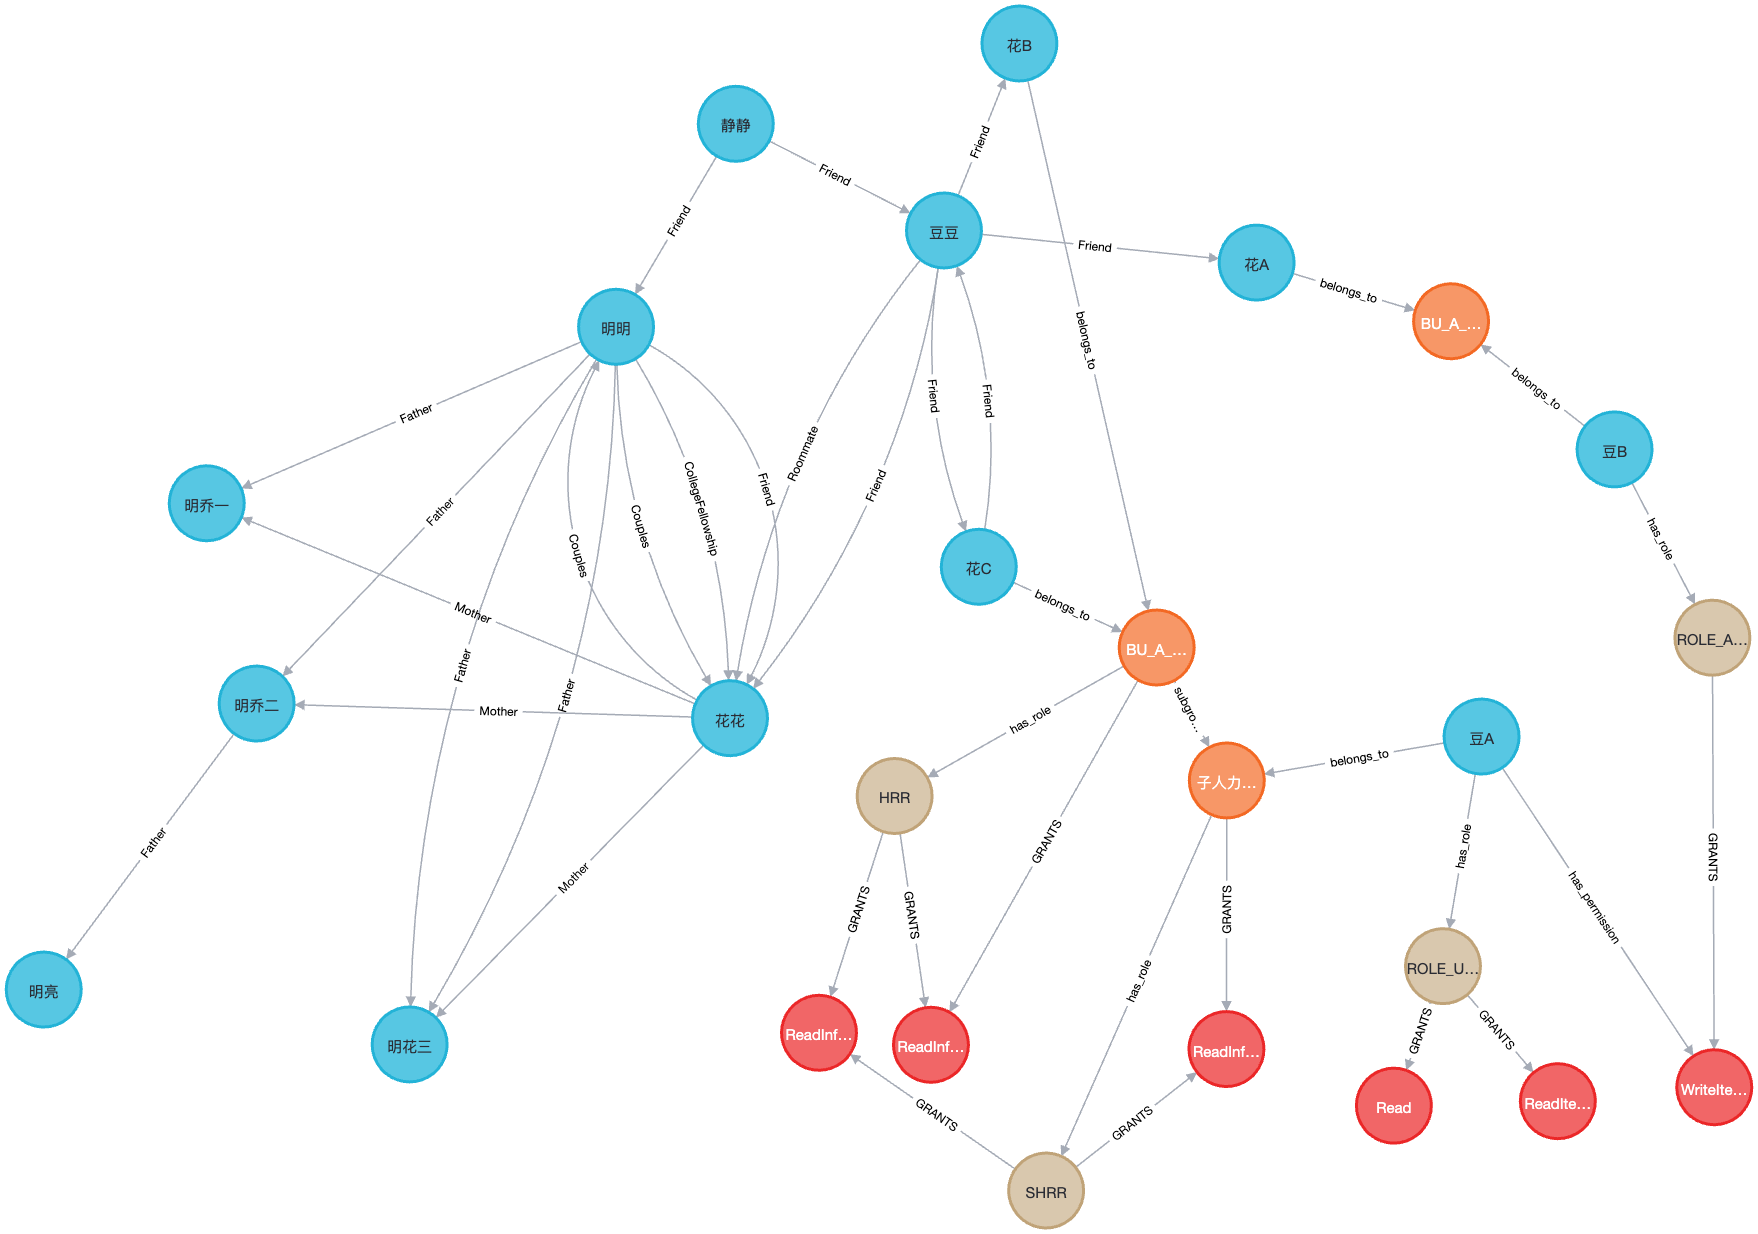 花B
静静
Friend
Friend
Friend
豆豆
Friend
花A
belongs_to
BU_A_...
明明
belongs_to
belongs_to
豆B
Father
Friend
Friend
Roommate
Father
Couples
CollegeFellowship
Friend
Friend
明乔一
Couples
has_role
花C
belongs_to
Mother
ROLE_A...
BU_A_...
Father
Father
明乔二
Mother
花花
has_role
subgro...
豆A
belongs_to
子人力...
HRR
Father
Mother
GRANTS
has_role
GRANTS
GRANTS
GRANTS
GRANTS
has_permission
has_role
ROLE_U...
明亮
明花三
ReadInf...
ReadInf...
ReadInf...
GRANTS
GRANTS
Read
ReadIte...
WriteIte...
GRANTS
GRANTS
SHRR